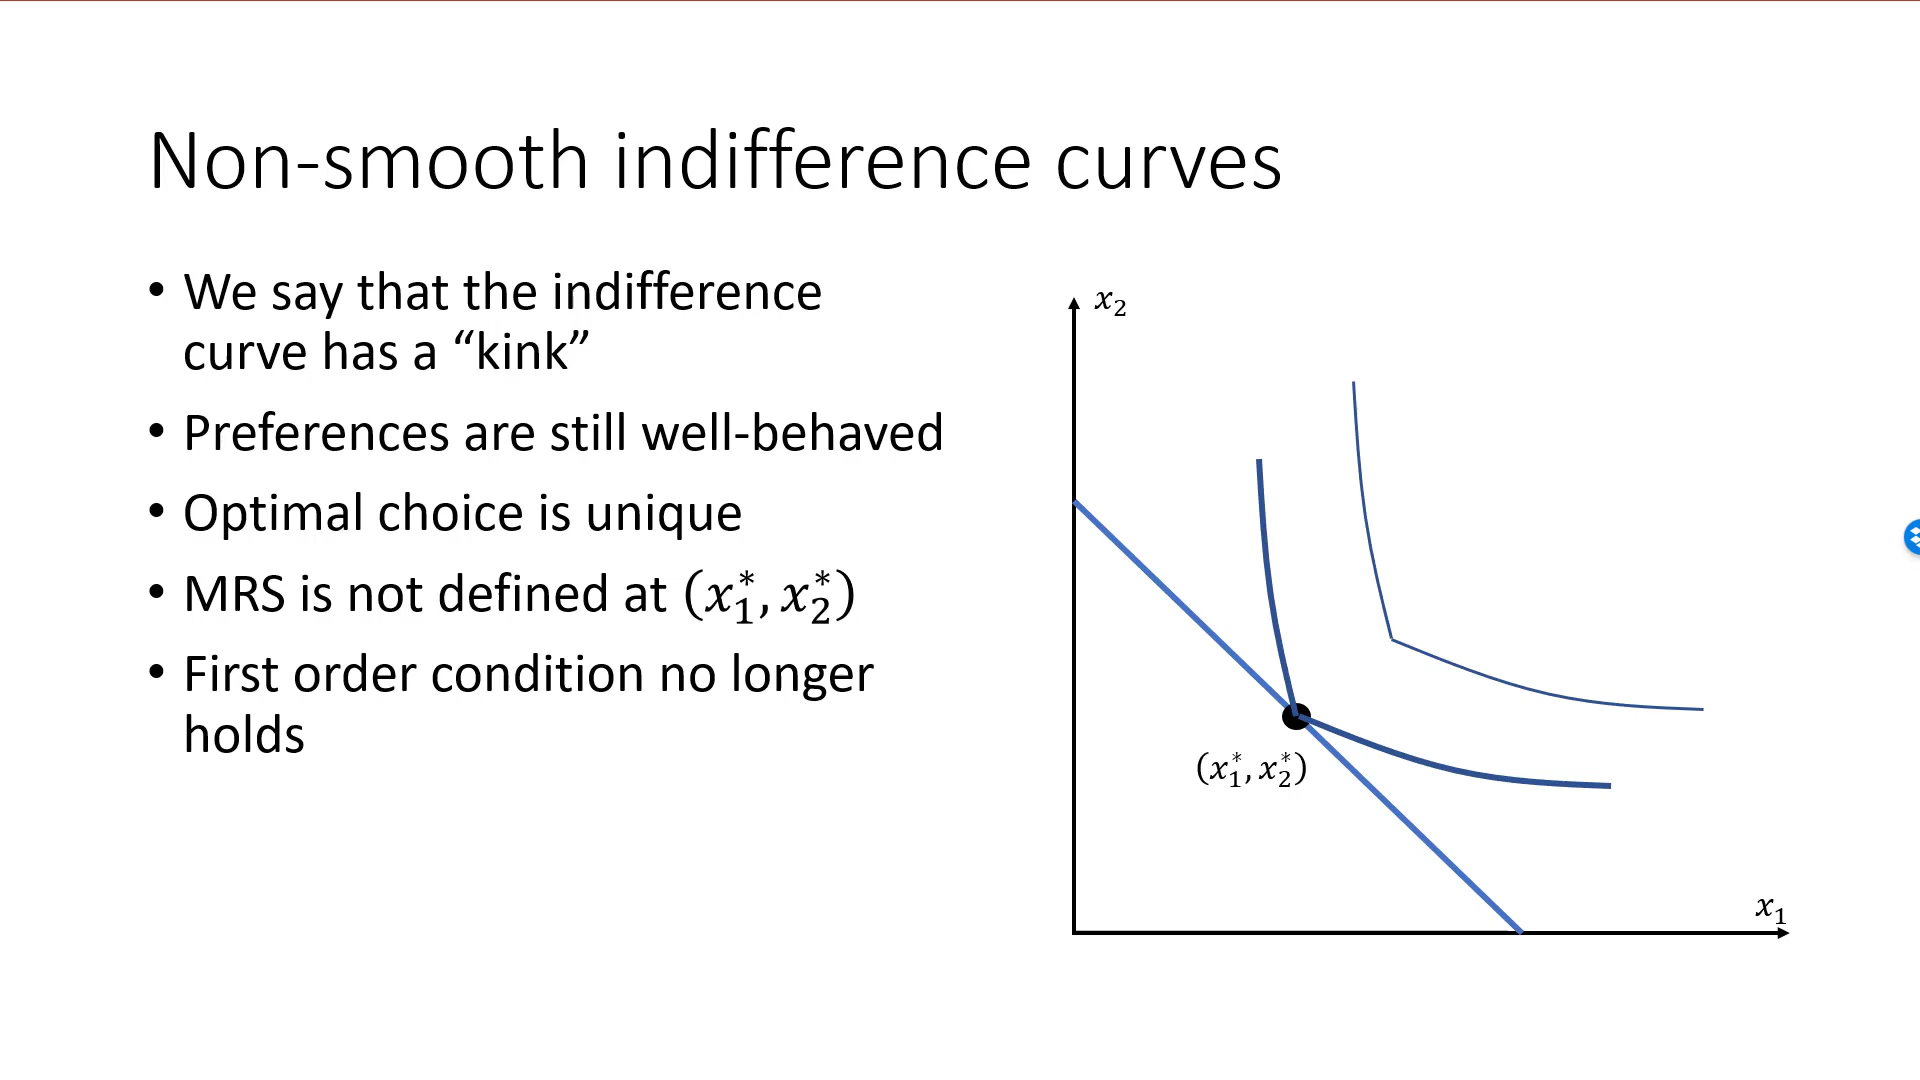 Non-smooth indifference curves
• We say that the indifference
curve has a “kink”
• Preferences are still well-behaved
• Optimal choice is unique
• MRS is not defined at (x₁*, x₂*)
• First order condition no longer
holds
x₂
(x₁*, x₂*)
x₁